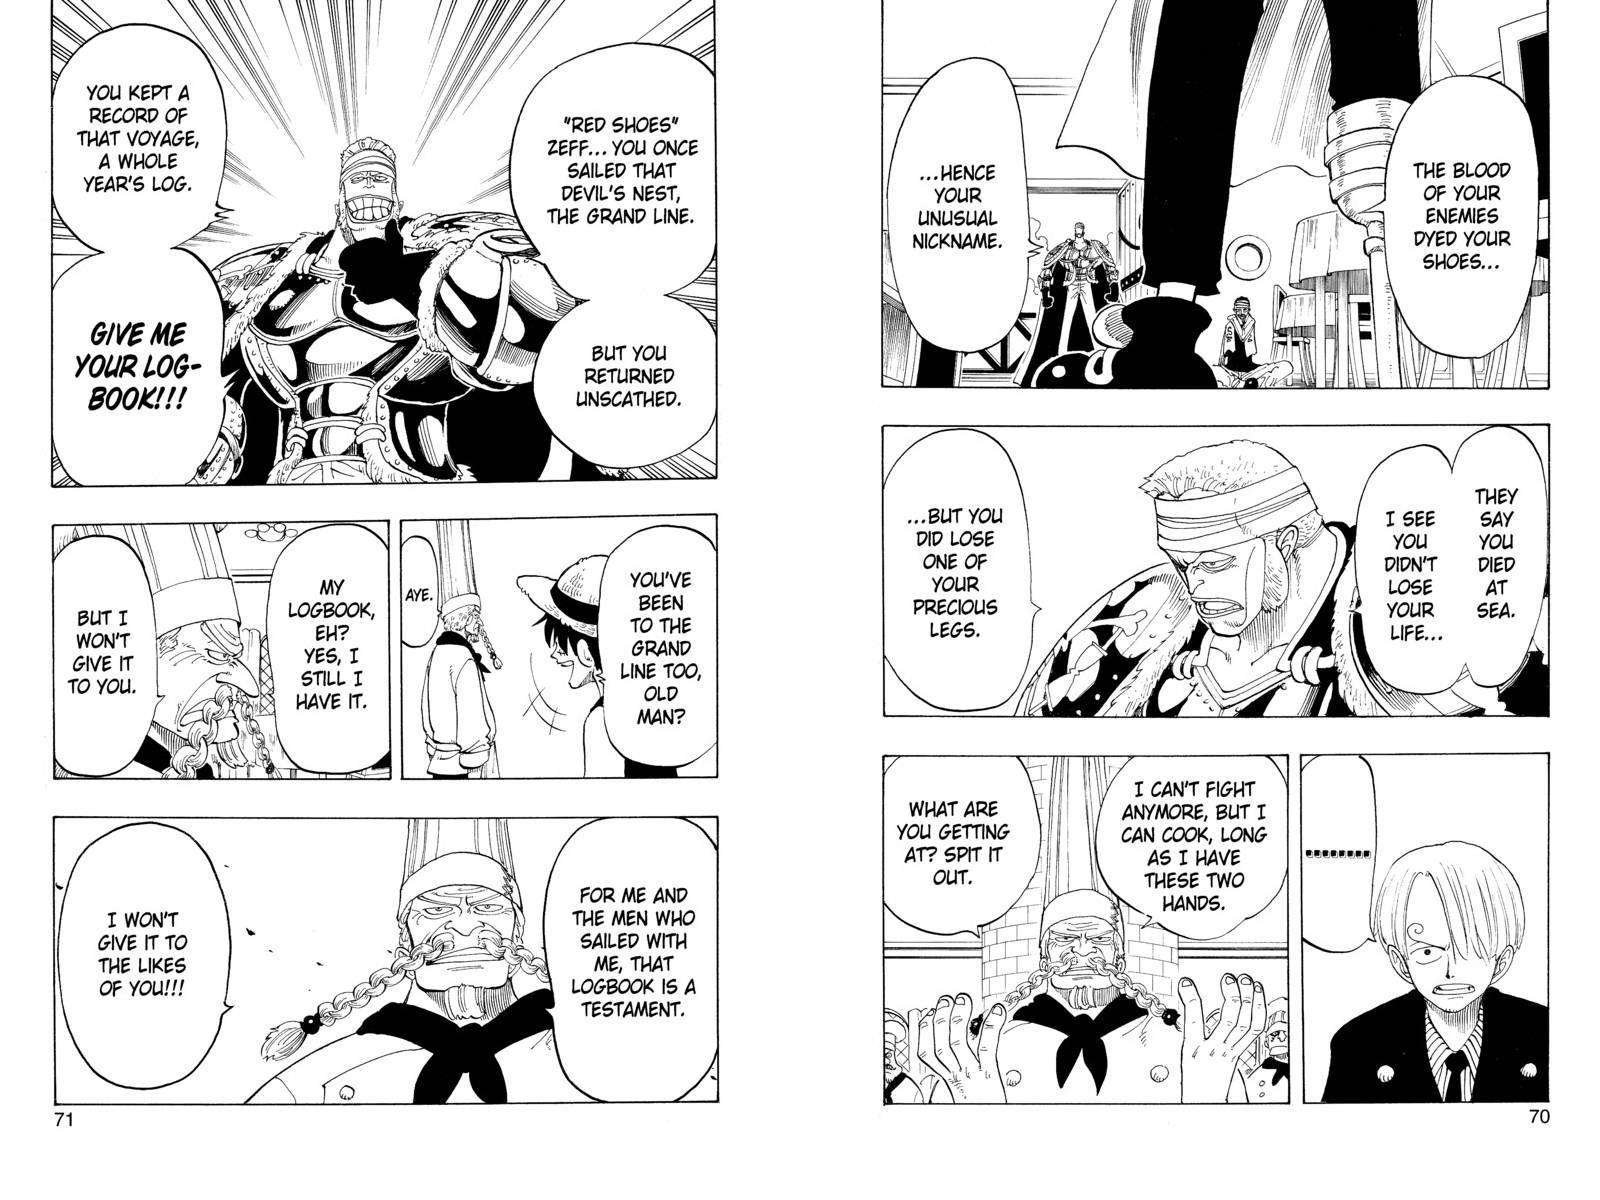 THE BLOOD
OF YOUR
ENEMIES
DYED YOUR
SHOES...
...HENCE
YOUR
UNUSUAL
NICKNAME.
THEY
SAY
YOU
DIED
AT
SEA.
I SEE
YOU
DIDN'T
LOSE
YOUR
LIFE...
...BUT YOU
DID LOSE
ONE OF
YOUR
PRECIOUS
LEGS.
..........
I CAN'T FIGHT
ANYMORE, BUT I
CAN COOK, LONG
AS I HAVE
THESE TWO
HANDS.
WHAT ARE
YOU GETTING
AT? SPIT IT
OUT.
70
"RED SHOES"
ZEFF... YOU ONCE
SAILED THAT
DEVIL'S NEST,
THE GRAND LINE.
BUT YOU
RETURNED
UNSCATHED.
YOU KEPT A
RECORD OF
THAT VOYAGE,
A WHOLE
YEAR'S LOG.
GIVE ME
YOUR LOG-
BOOK!!!
YOU'VE
BEEN
TO THE
GRAND
LINE TOO,
OLD
MAN?
AYE.
MY
LOGBOOK,
EH?
YES, I
STILL I
HAVE IT.
BUT I
WON'T
GIVE IT
TO YOU.
FOR ME AND
THE MEN WHO
SAILED WITH
ME, THAT
LOGBOOK IS A
TESTAMENT.
I WON'T
GIVE IT TO
THE LIKES
OF YOU!!!
71